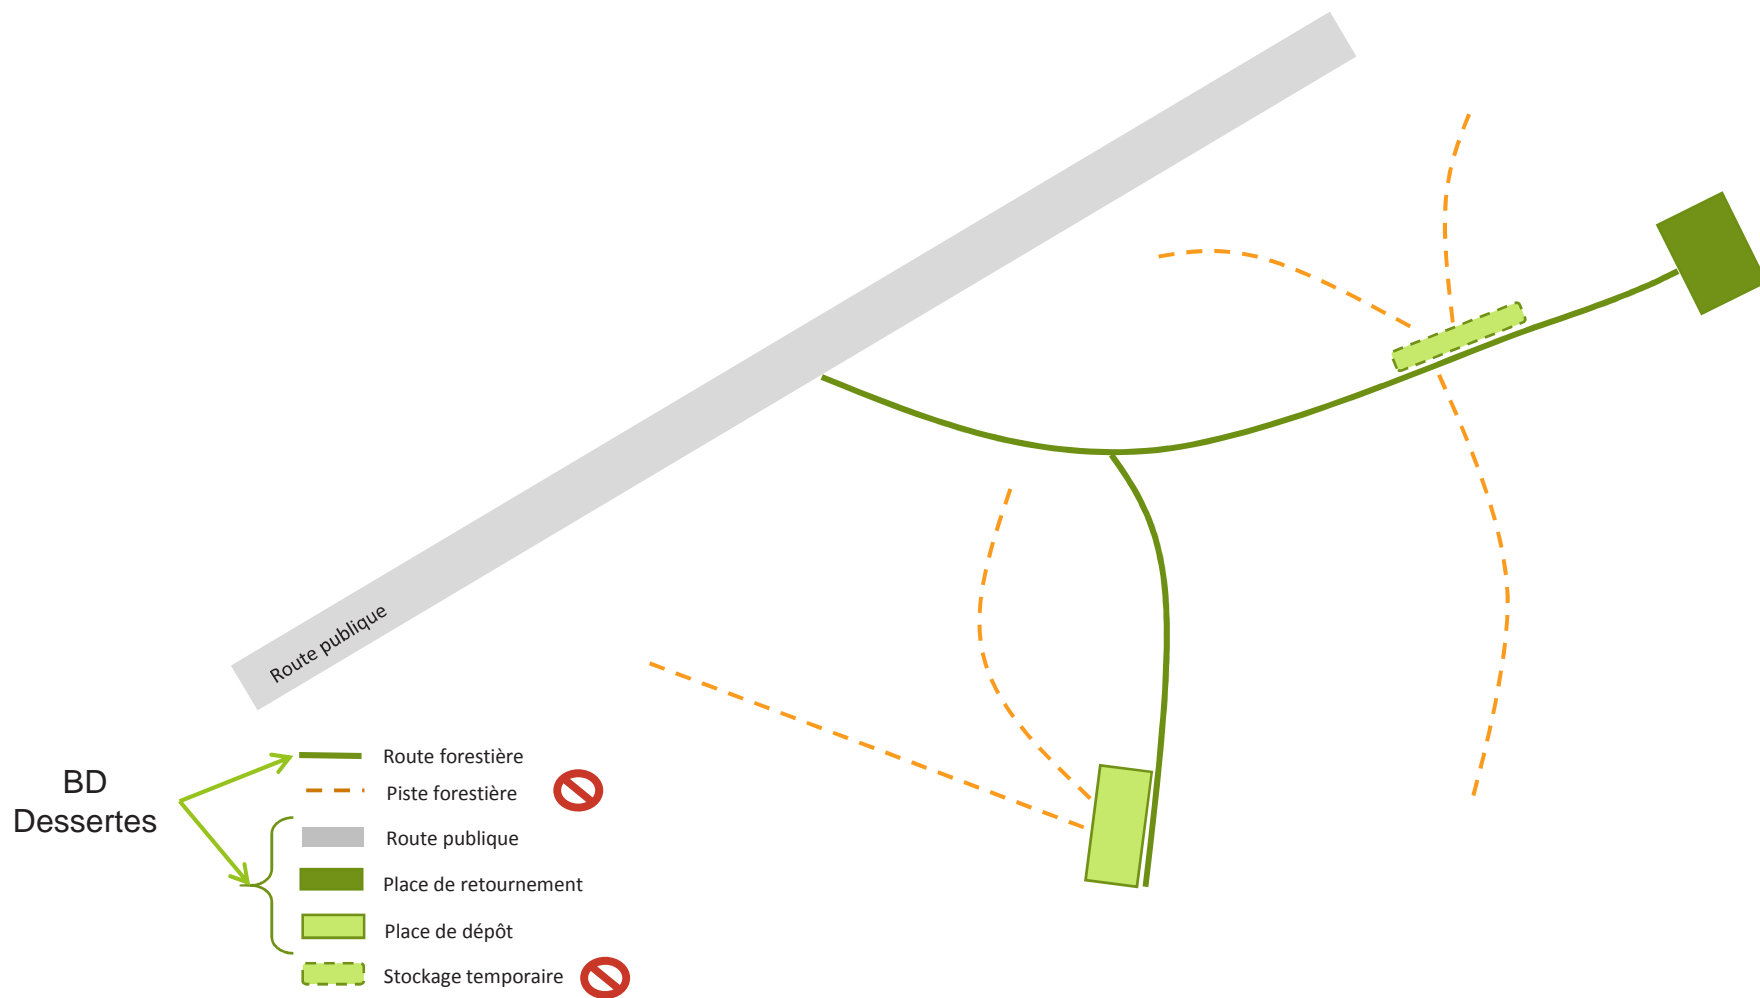 Route publique
BD
Dessertes
Route forestière
Piste forestière
Route publique
Place de retournement
Place de dépôt
Stockage temporaire